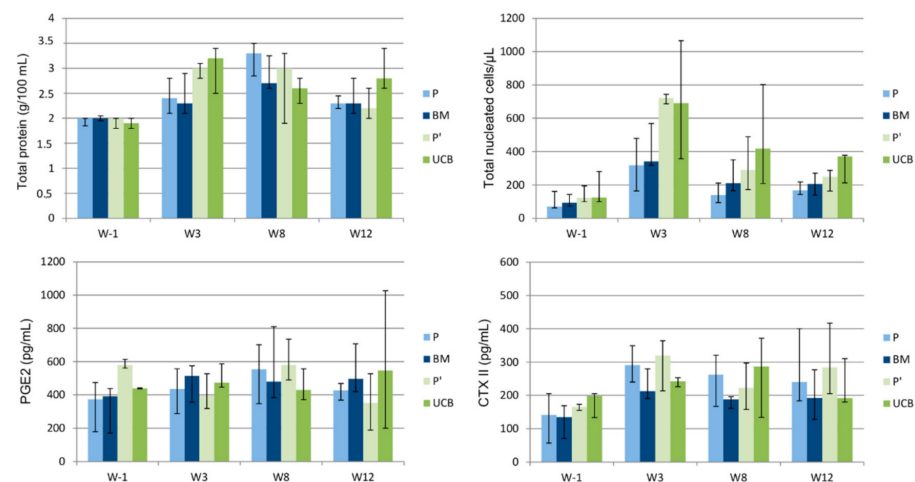 Total protein (g/100 mL)
4
3.5
3
2.5
2
1.5
1
0.5
0
W-1 W3 W8 W12
P
BM
P'
UCB
Total nucleated cells/µL
1200
1000
800
600
400
200
0
W-1 W3 W8 W12
P
BM
P'
UCB
PGE2 (pg/mL)
1200
1000
800
600
400
200
0
W-1 W3 W8 W12
P
BM
P'
UCB
CTX II (pg/mL)
600
500
400
300
200
100
0
W-1 W3 W8 W12
P
BM
P'
UCB